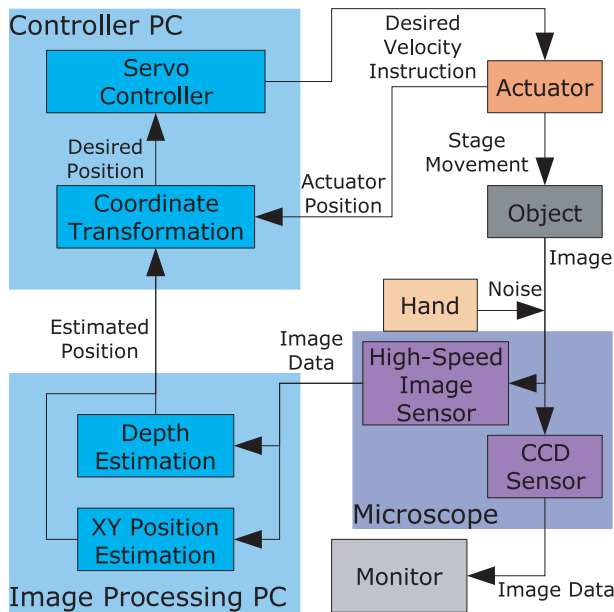 Controller PC
Servo
Controller
Desired
Velocity
Instruction
Actuator
Desired
Position
Stage
Movement
Actuator
Position
Coordinate
Transformation
Object
Image
Hand
Noise
Estimated
Position
Image
Data
High-Speed
Image
Sensor
Depth
Estimation
CCD
Sensor
XY Position
Estimation
Microscope
Monitor
Image Data
Image Processing PC